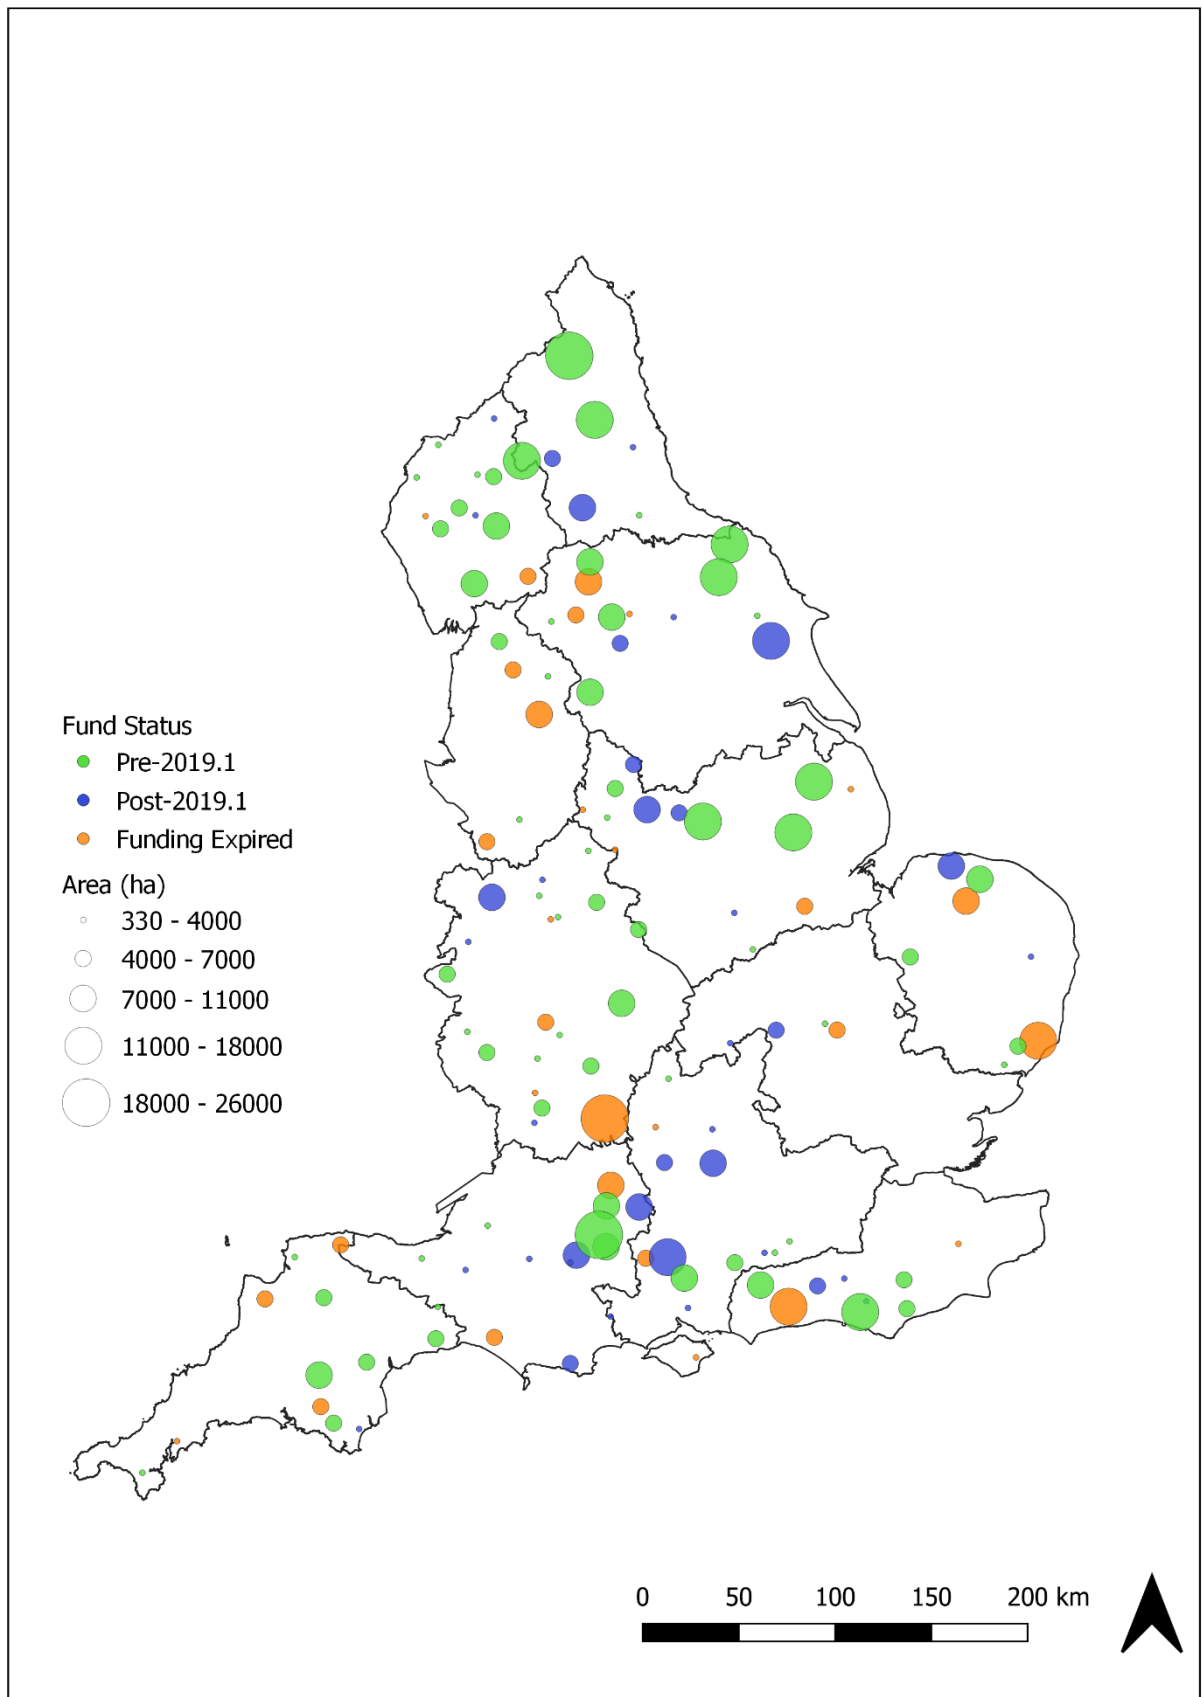 Fund Status
Pre-2019.1
Post-2019.1
Funding Expired
Area (ha)
330 - 4000
4000 - 7000
7000 - 11000
11000 - 18000
18000 - 26000
0 50 100 150 200 km